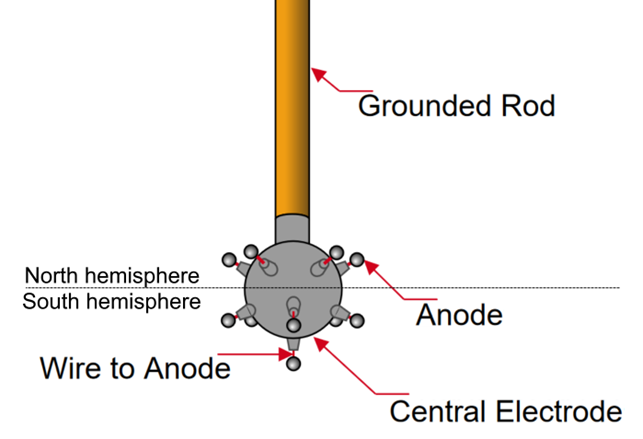 Grounded Rod
North hemisphere
South hemisphere
Anode
Wire to Anode
Central Electrode